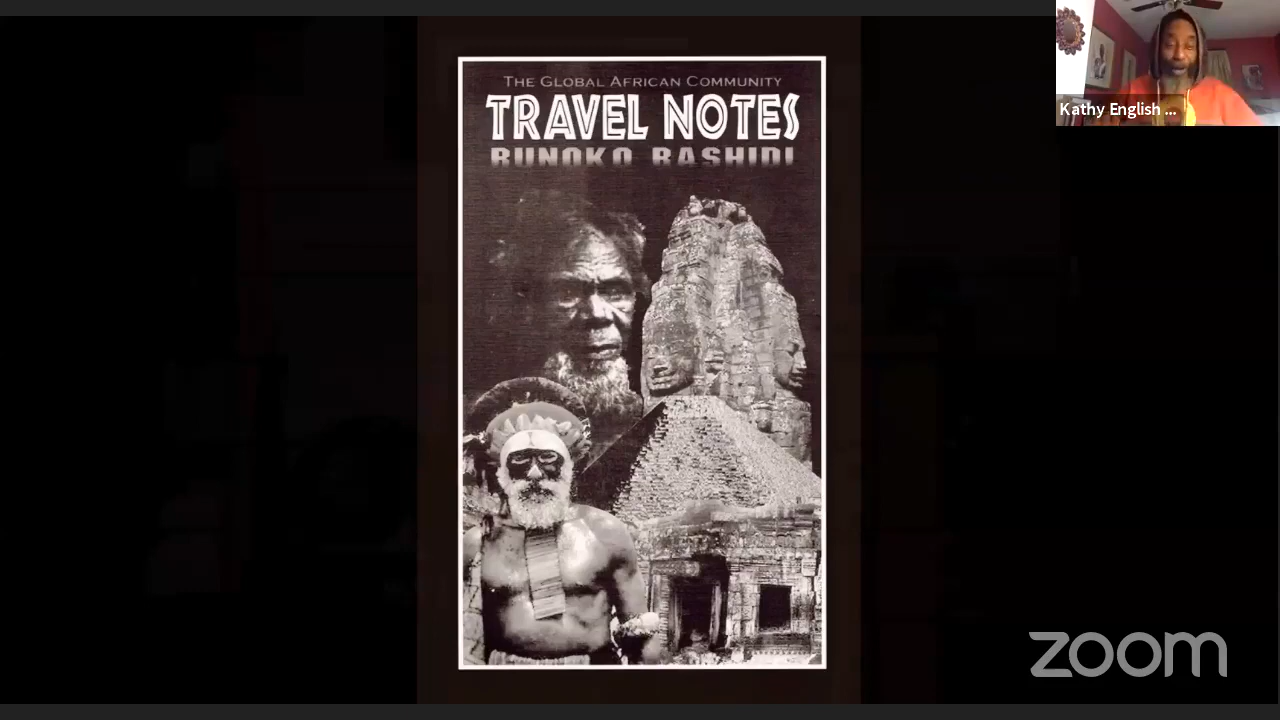 THE GLOBAL AFRICAN COMMUNITY
TRAVEL NOTES
RUNOKO RASHIDI
Kathy English ...
zoom